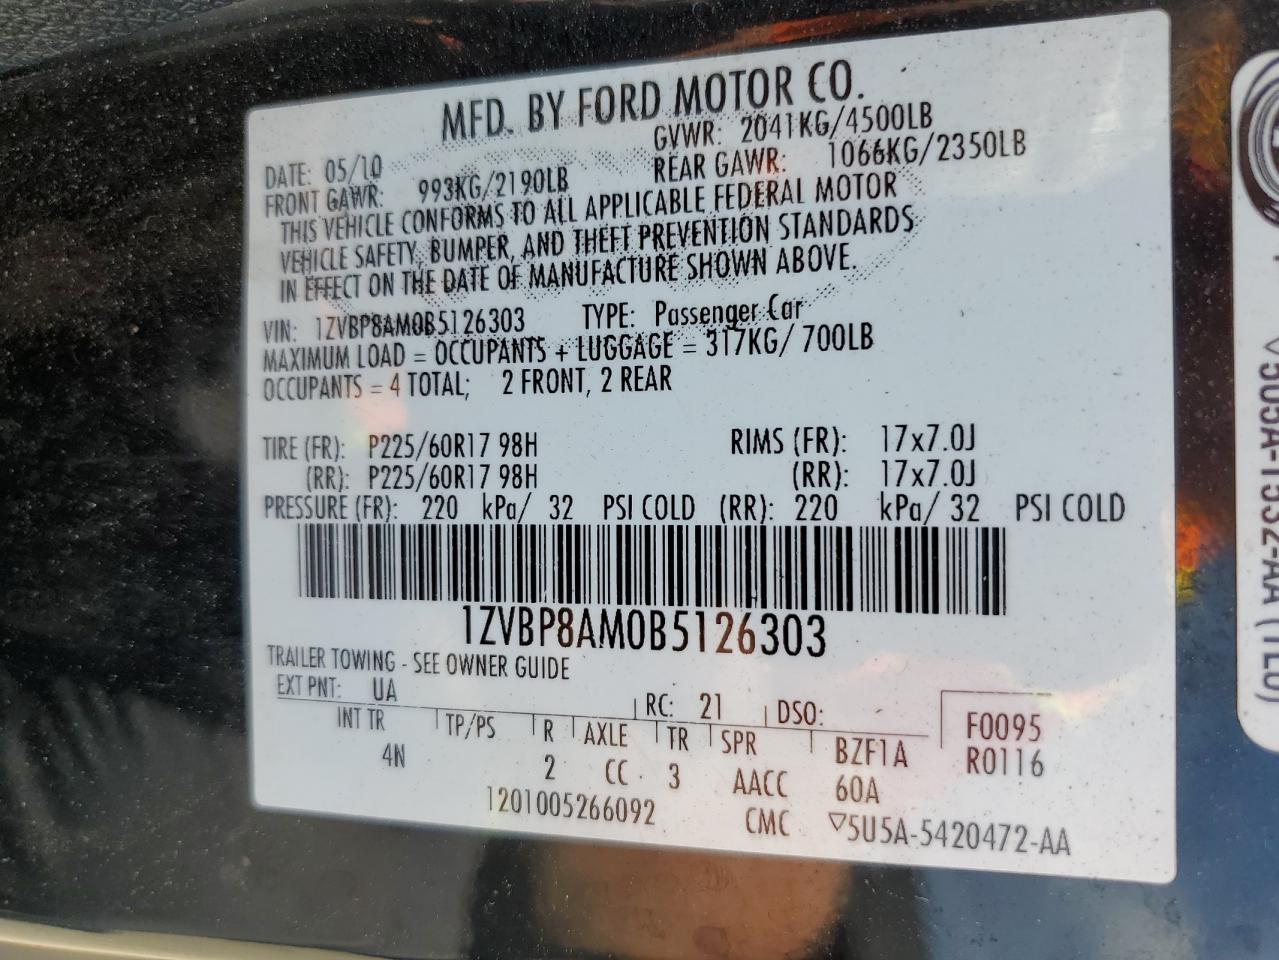 MFD. BY FORD MOTOR CO.
DATE: 05/10 GVWR: 2041KG/4500LB
FRONT GAWR: 993KG/2190LB REAR GAWR: 1066KG/2350LB
THIS VEHICLE CONFORMS TO ALL APPLICABLE FEDERAL MOTOR
VEHICLE SAFETY, BUMPER, AND THEFT PREVENTION STANDARDS
IN EFFECT ON THE DATE OF MANUFACTURE SHOWN ABOVE.
VIN: 1ZVBP8AM0B5126303 TYPE: Passenger Car
MAXIMUM LOAD = OCCUPANTS + LUGGAGE = 317KG/ 700LB
OCCUPANTS = 4 TOTAL; 2 FRONT, 2 REAR
TIRE (FR): P225/60R17 98H RIMS (FR): 17x7.0J
(RR): P225/60R17 98H (RR): 17x7.0J
PRESSURE (FR): 220 kPa/ 32 PSI COLD (RR): 220 kPa/ 32 PSI COLD
1ZVBP8AM0B5126303
TRAILER TOWING - SEE OWNER GUIDE
EXT PNT: UA RC: 21 DSO: F0095
INT TR TP/PS R AXLE TR SPR BZF1A R0116
4N 2 CC 3 AACC 60A
1201005266092 CMC ▽5U5A-5420472-AA